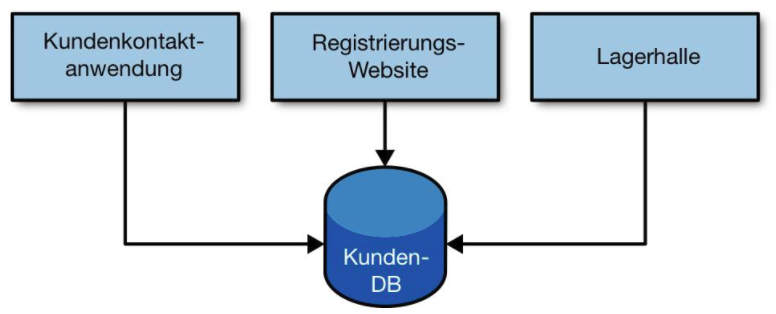 Kundenkontakt-
anwendung
Registrierungs-
Website
Lagerhalle
Kunden-
DB